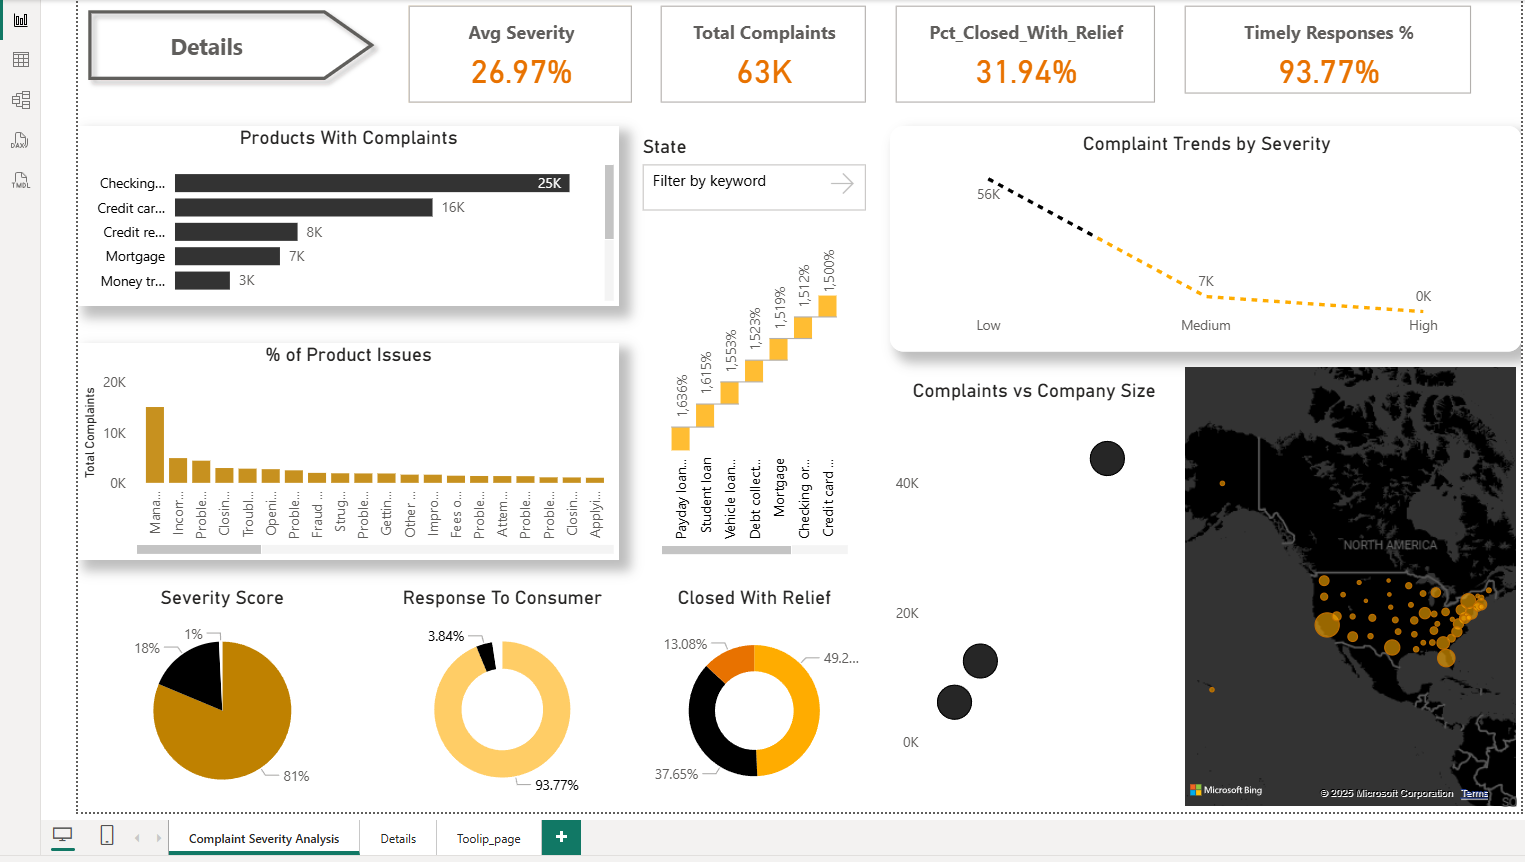 Details
Avg Severity
26.97%
Total Complaints
63K
Pct_Closed_With_Relief
31.94%
Timely Responses %
93.77%
DAX
TMDL
Products With Complaints
Checking...
25K
Credit car...
16K
Credit re...
8K
Mortgage
7K
Money tr...
3K
State
Filter by keyword
Complaint Trends by Severity
56K
7K
0K
Low
Medium
High
% of Product Issues
Total Complaints
20K
10K
0K
Mana...
Incorr...
Proble...
Closin...
Troubl...
Openi...
Proble...
Fraud ...
Strug...
Proble...
Gettin...
Other ...
Impro...
Fees o...
Proble...
Attem...
Proble...
Proble...
Closin...
Applyi...
1,636%
1,615%
1,553%
1,523%
1,519%
1,512%
1,500%
Payday loan...
Student loan
Vehicle loan...
Debt collect...
Mortgage
Checking or...
Credit card ...
Complaints vs Company Size
40K
20K
0K
NORTH AMERICA
Microsoft Bing
© 2025 Microsoft Corporation Terms
Severity Score
1%
18%
81%
Response To Consumer
3.84%
93.77%
Closed With Relief
13.08%
49.2...
37.65%
Complaint Severity Analysis
Details
Toolip_page
+